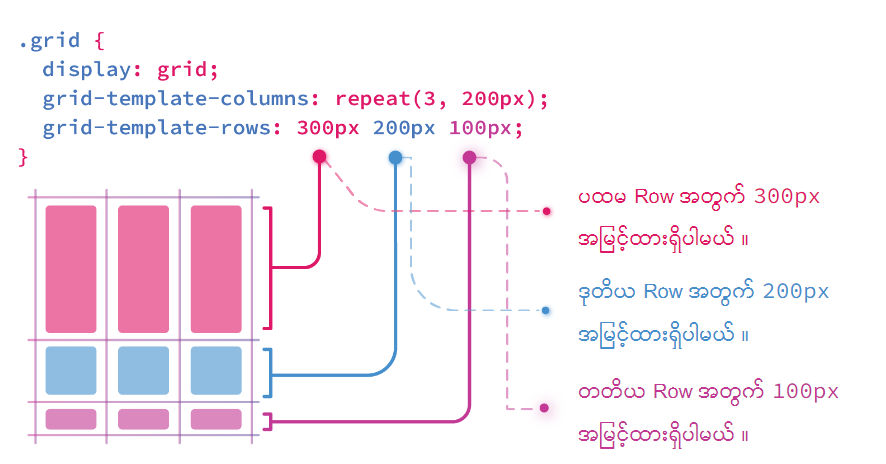 .grid {
display: grid;
grid-template-columns: repeat(3, 200px);
grid-template-rows: 300px 200px 100px;
}
ပထမ Row အတွက် 300px
အမြင့်ထားရှိပါမယ် ။
ဒုတိယ Row အတွက် 200px
အမြင့်ထားရှိပါမယ် ။
တတိယ Row အတွက် 100px
အမြင့်ထားရှိပါမယ် ။